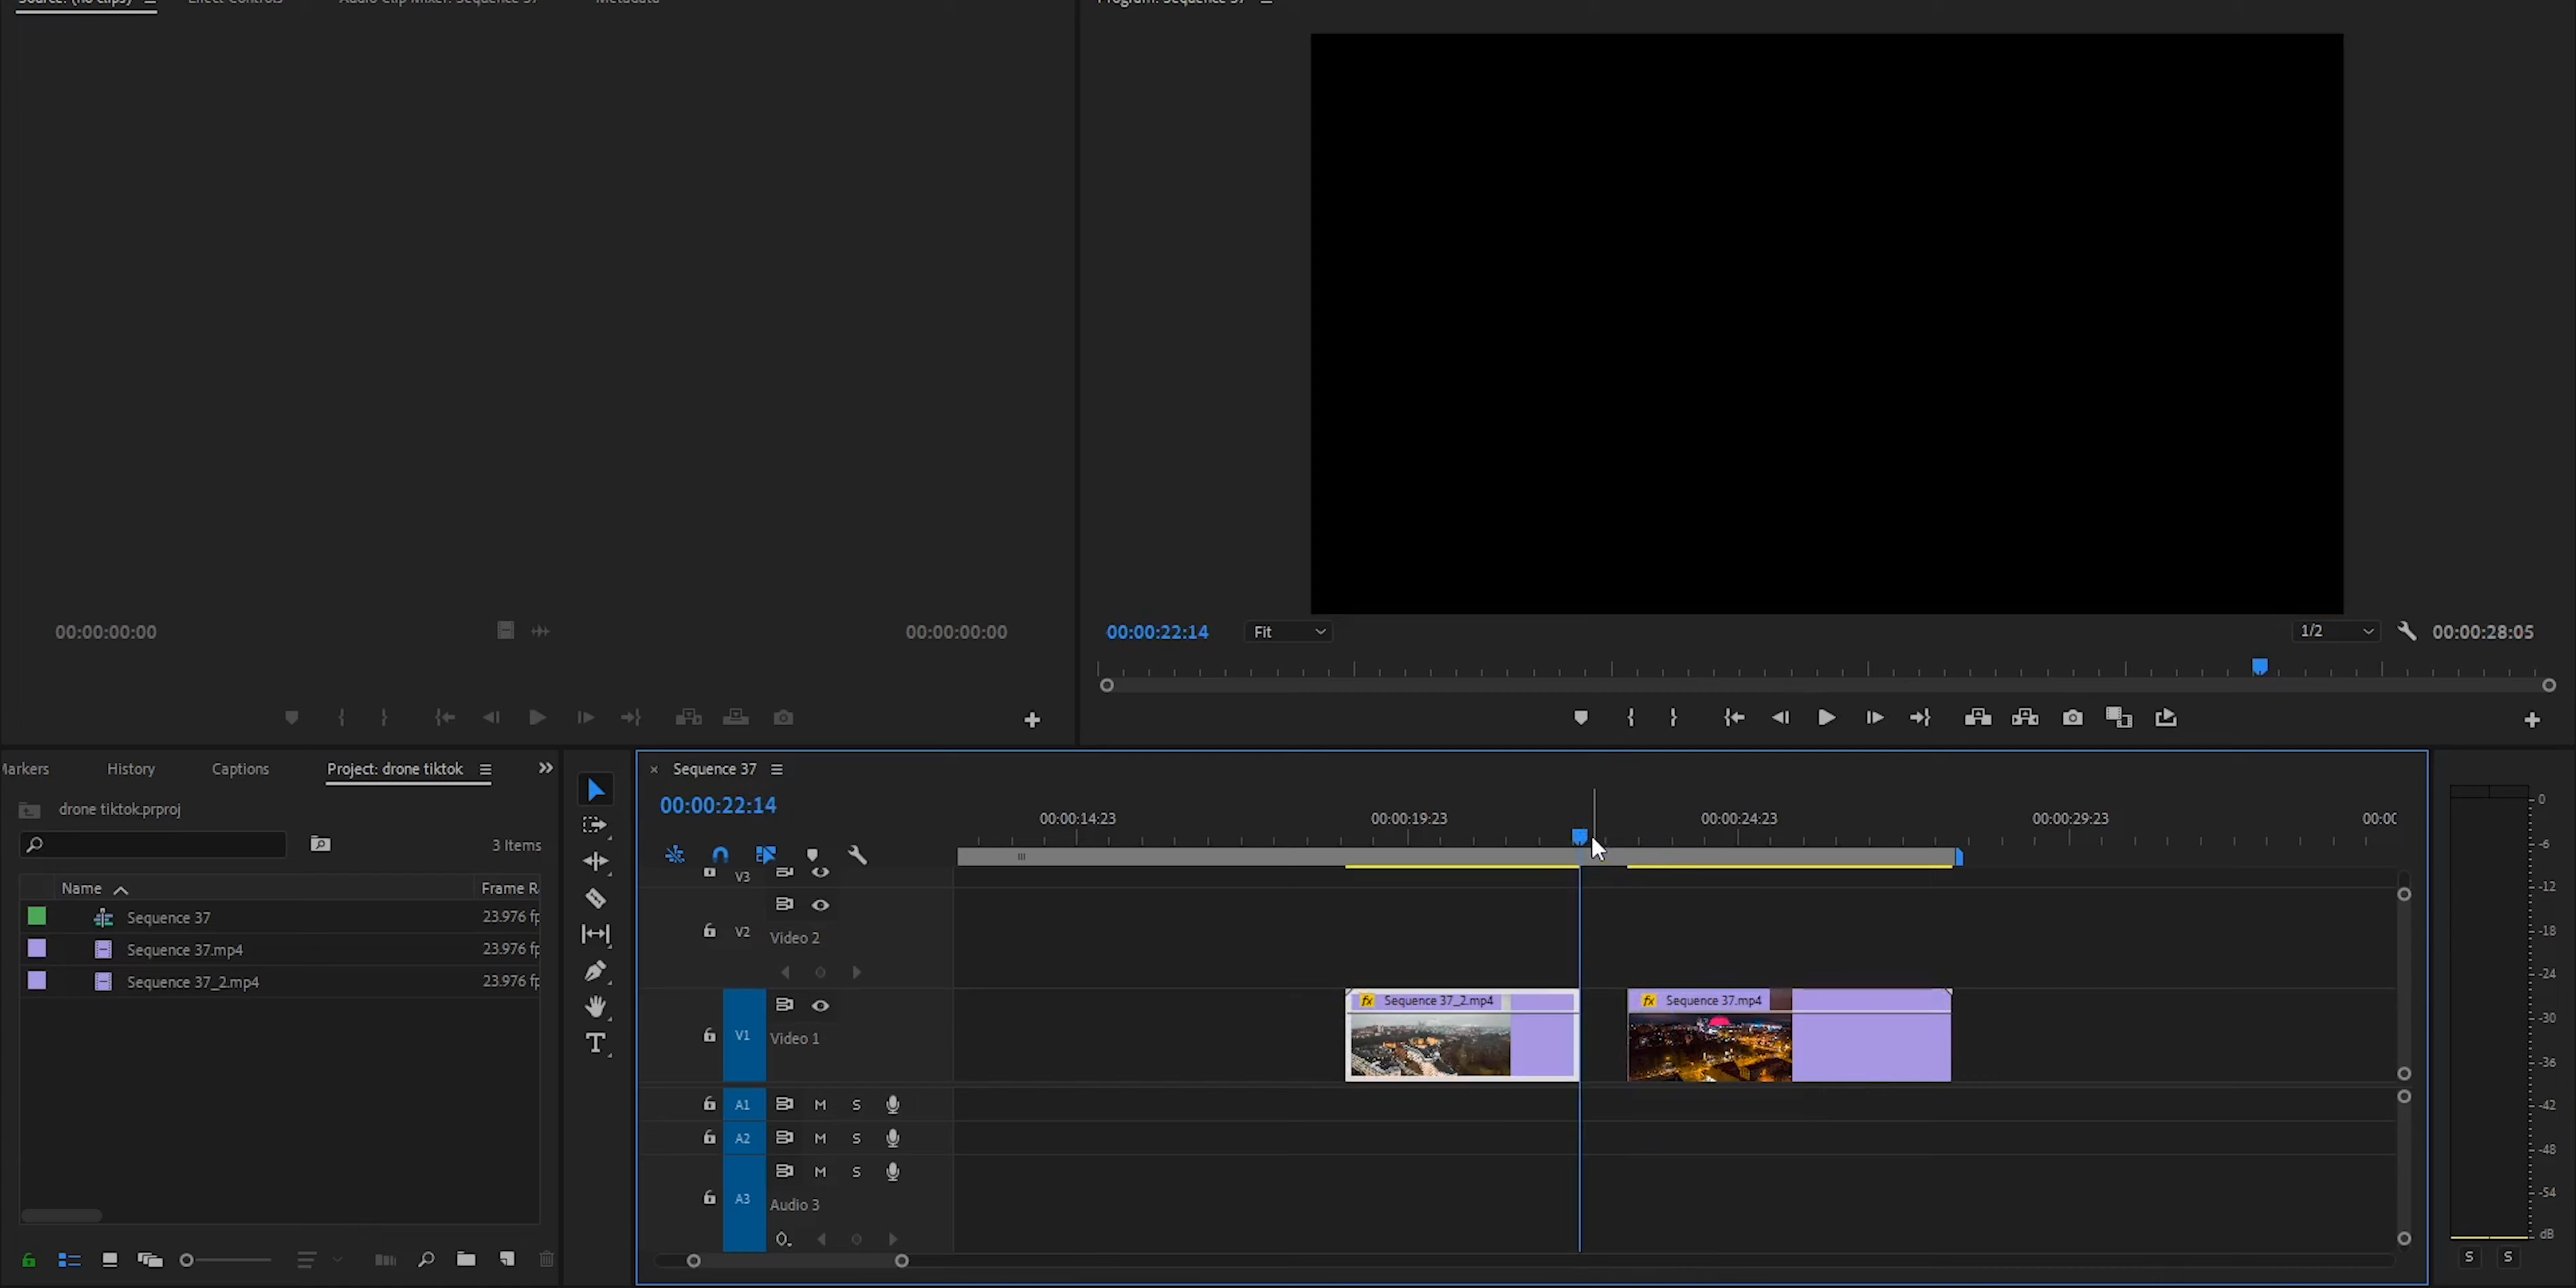 Source: (no clips) Effect Controls Audio Clip Mixer: Sequence 37 Metadata
Program: Sequence 37
00:00:00:00 00:00:00:00
00:00:22:14 Fit 1/2 00:00:28:05
Markers History Captions Project: drone tiktok
drone tiktok.prproj
3 Items
Name Frame R
Sequence 37 23.976 fp
Sequence 37.mp4 23.976 fp
Sequence 37_2.mp4 23.976 fp
Sequence 37
00:00:22:14
00:00:14:23 00:00:19:23 00:00:24:23 00:00:29:23 00:00
V3
V2 Video 2
V1 Video 1
fx Sequence 37_2.mp4 fx Sequence 37.mp4
A1 M S
A2 M S
M S
A3 Audio 3
0
-6
-12
-18
-24
-30
-36
-42
-48
-54
dB
S S